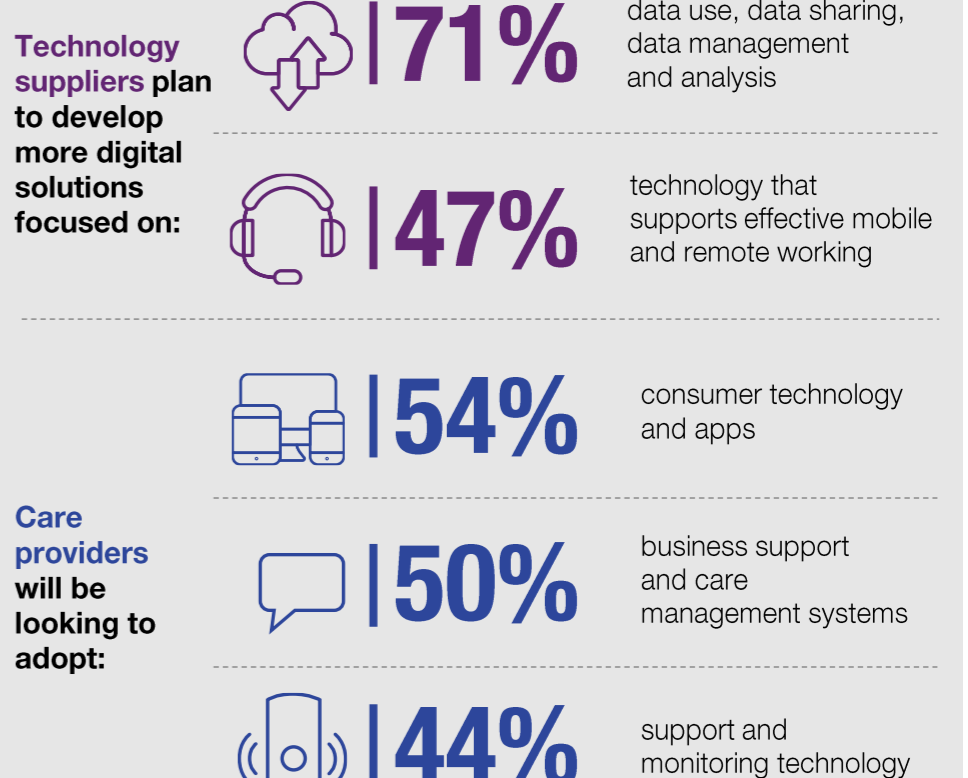 Technology
suppliers plan
to develop
more digital
solutions
focused on:
71%
data use, data sharing,
data management
and analysis
47%
technology that
supports effective mobile
and remote working
Care
providers
will be
looking to
adopt:
54%
consumer technology
and apps
50%
business support
and care
management systems
44%
support and
monitoring technology